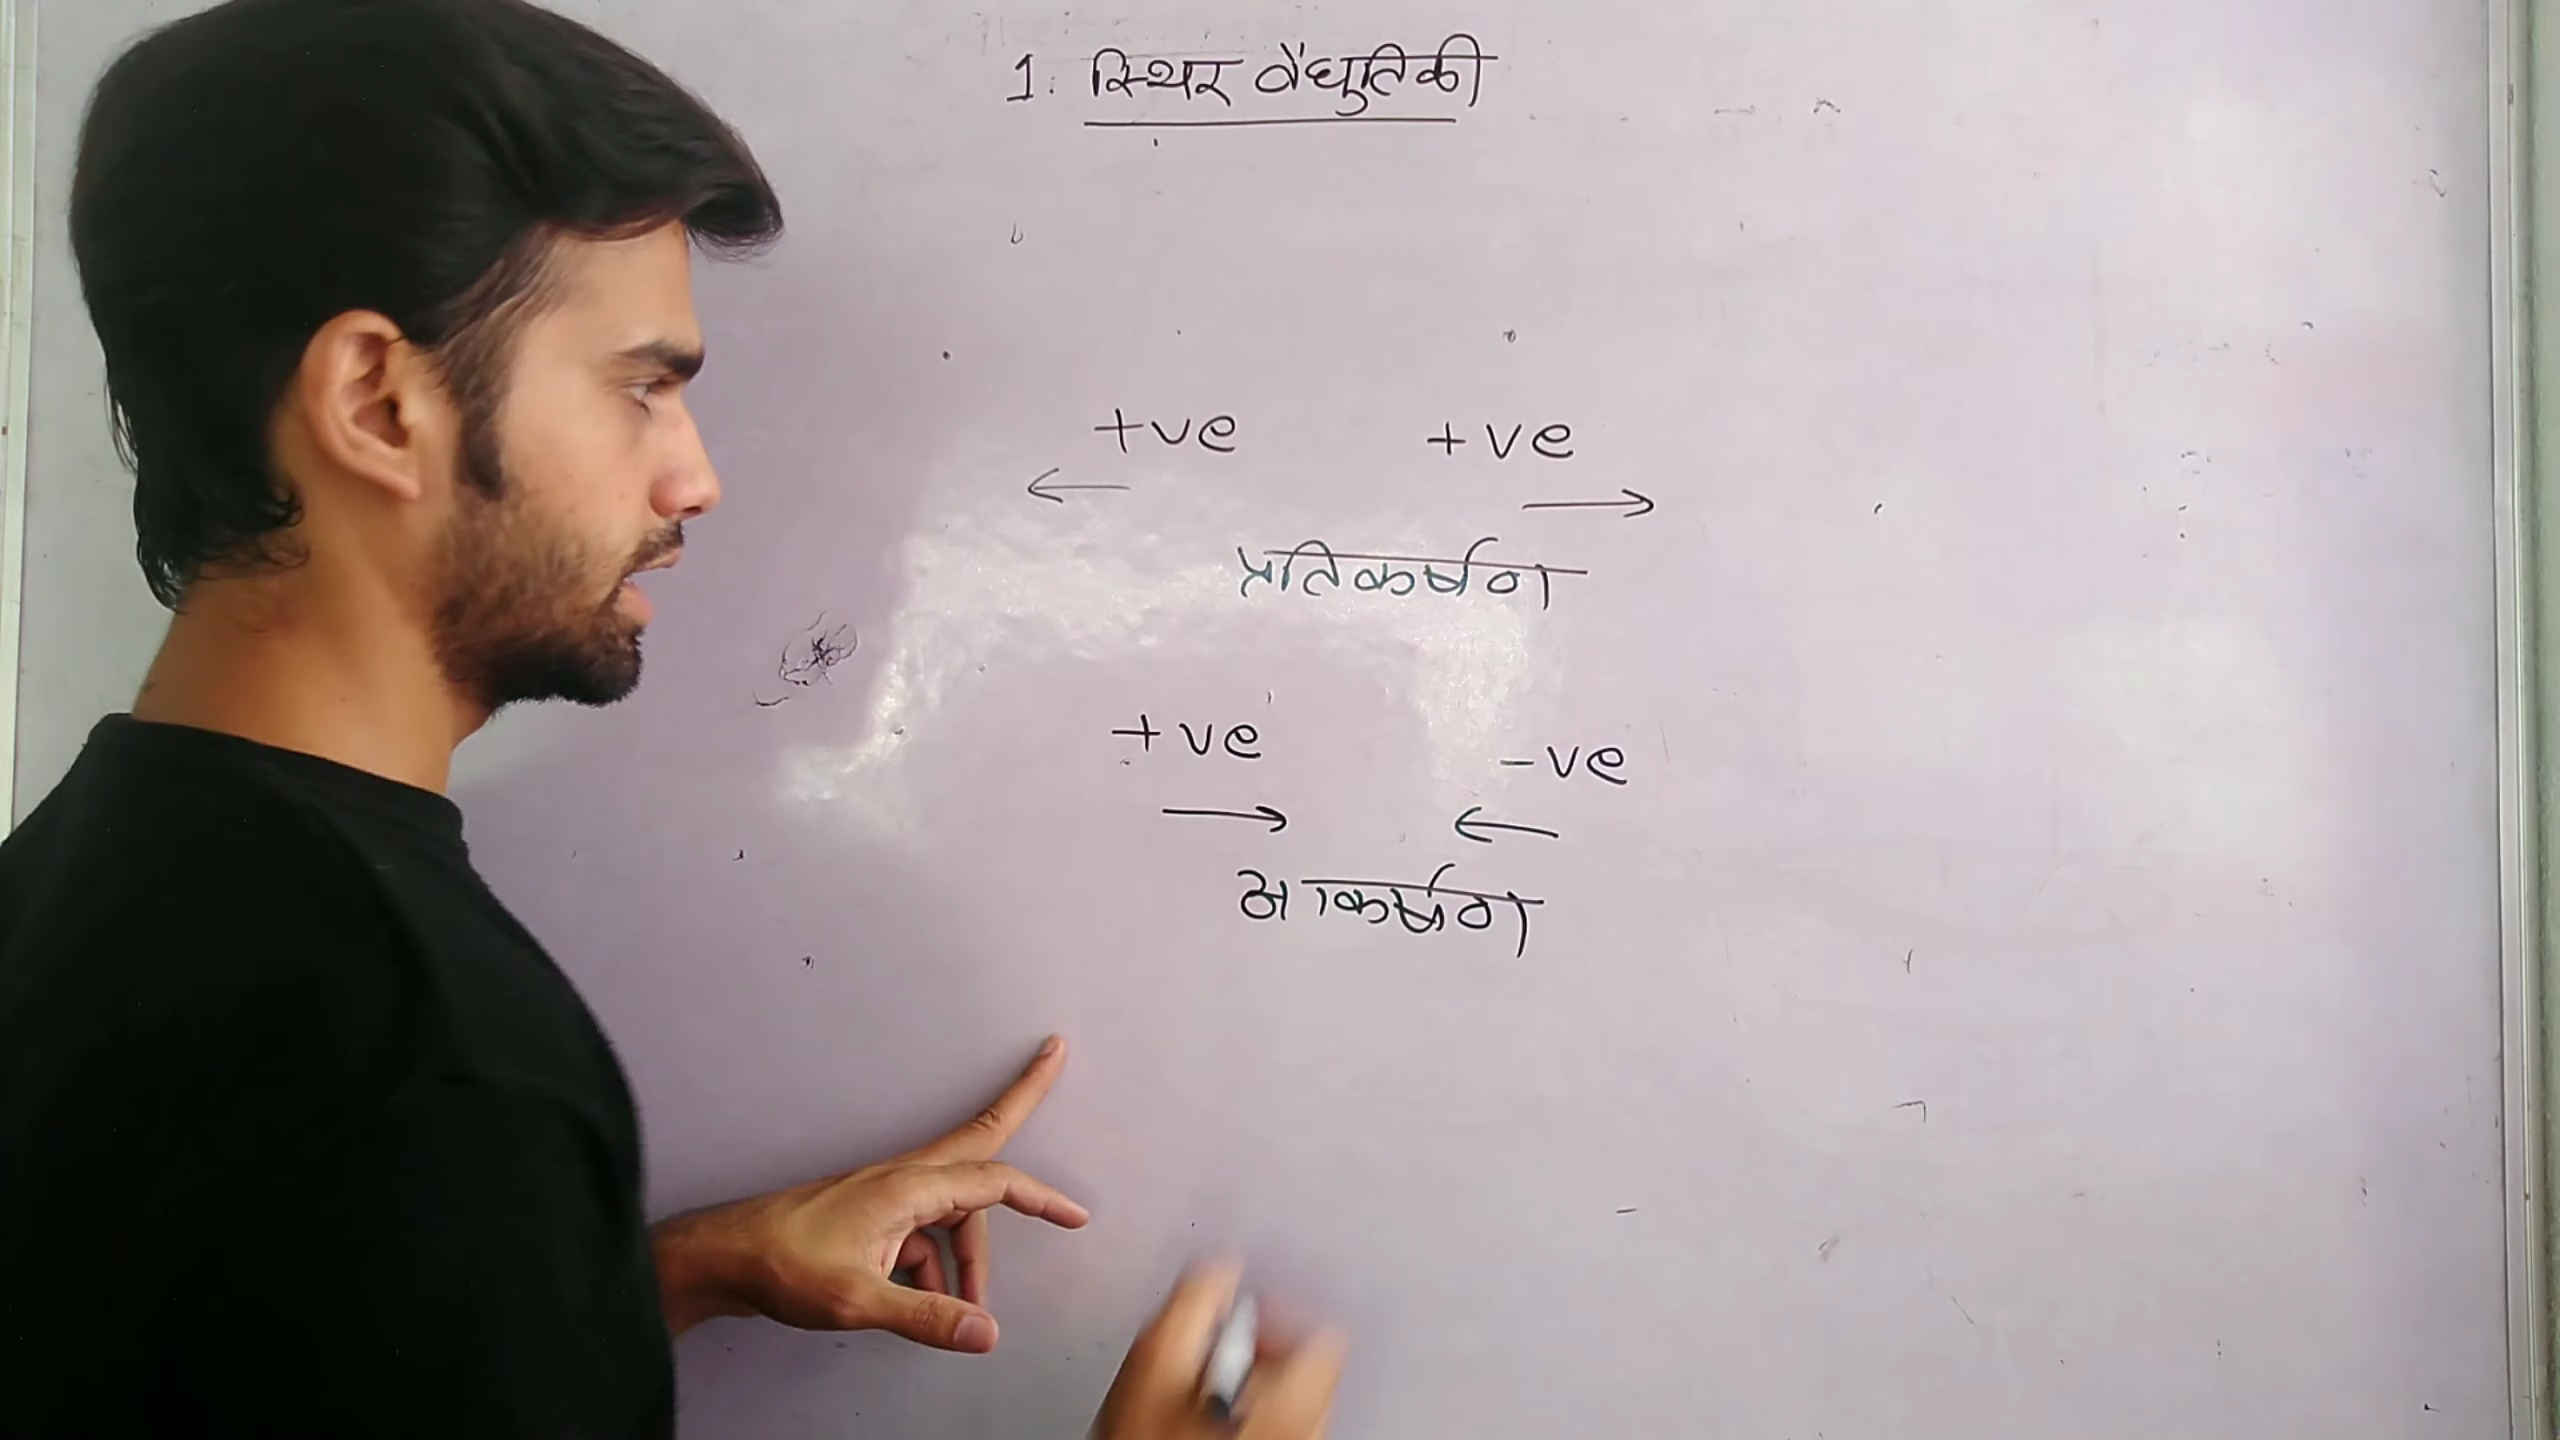 1. स्थिर वैद्युतिकी
+ve +ve
← →
प्रतिकर्षण
+ve -ve
→ ←
आकर्षण